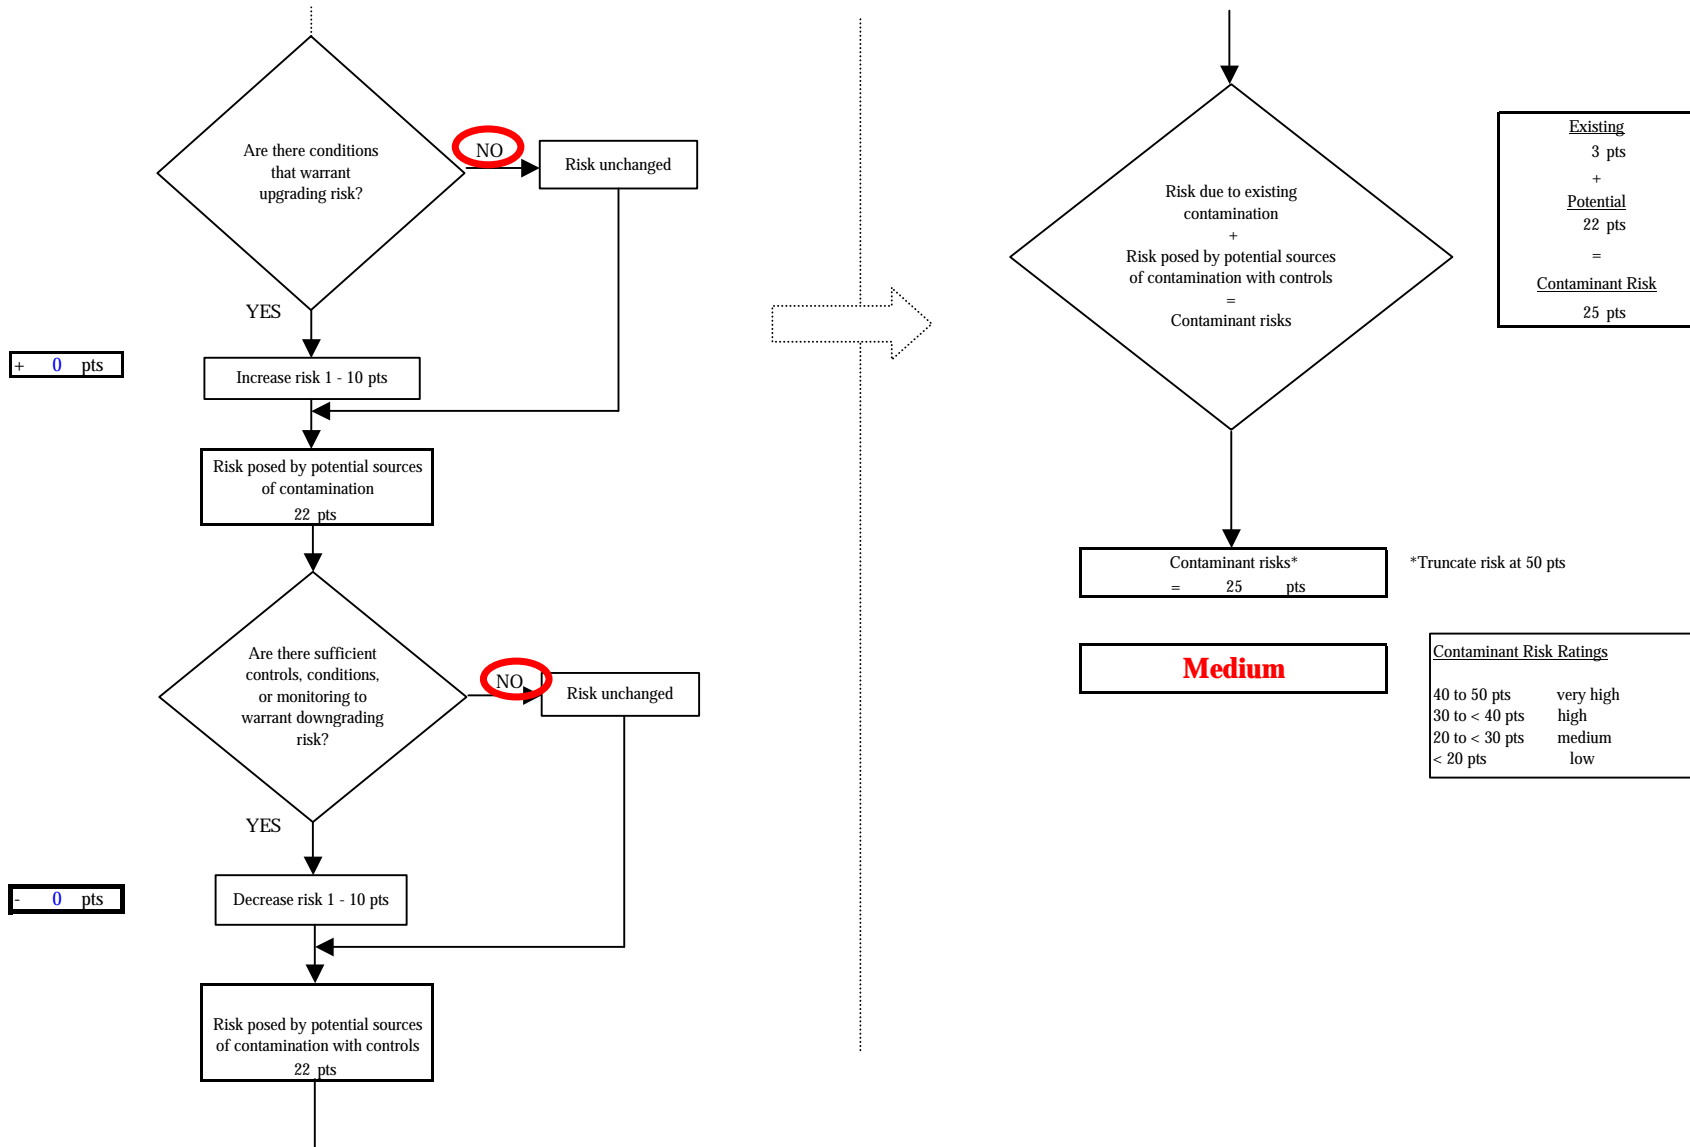 Are there conditions
that warrant
upgrading risk?
NO
Risk unchanged
YES
+ 0 pts
Increase risk 1 - 10 pts
Risk posed by potential sources
of contamination
22 pts
Are there sufficient
controls, conditions,
or monitoring to
warrant downgrading
risk?
NO
Risk unchanged
YES
- 0 pts
Decrease risk 1 - 10 pts
Risk posed by potential sources
of contamination with controls
22 pts
Risk due to existing
contamination
+
Risk posed by potential sources
of contamination with controls
=
Contaminant risks
Existing
3 pts
+
Potential
22 pts
=
Contaminant Risk
25 pts
Contaminant risks*
= 25 pts
*Truncate risk at 50 pts
Medium
Contaminant Risk Ratings
40 to 50 pts very high
30 to < 40 pts high
20 to < 30 pts medium
< 20 pts low